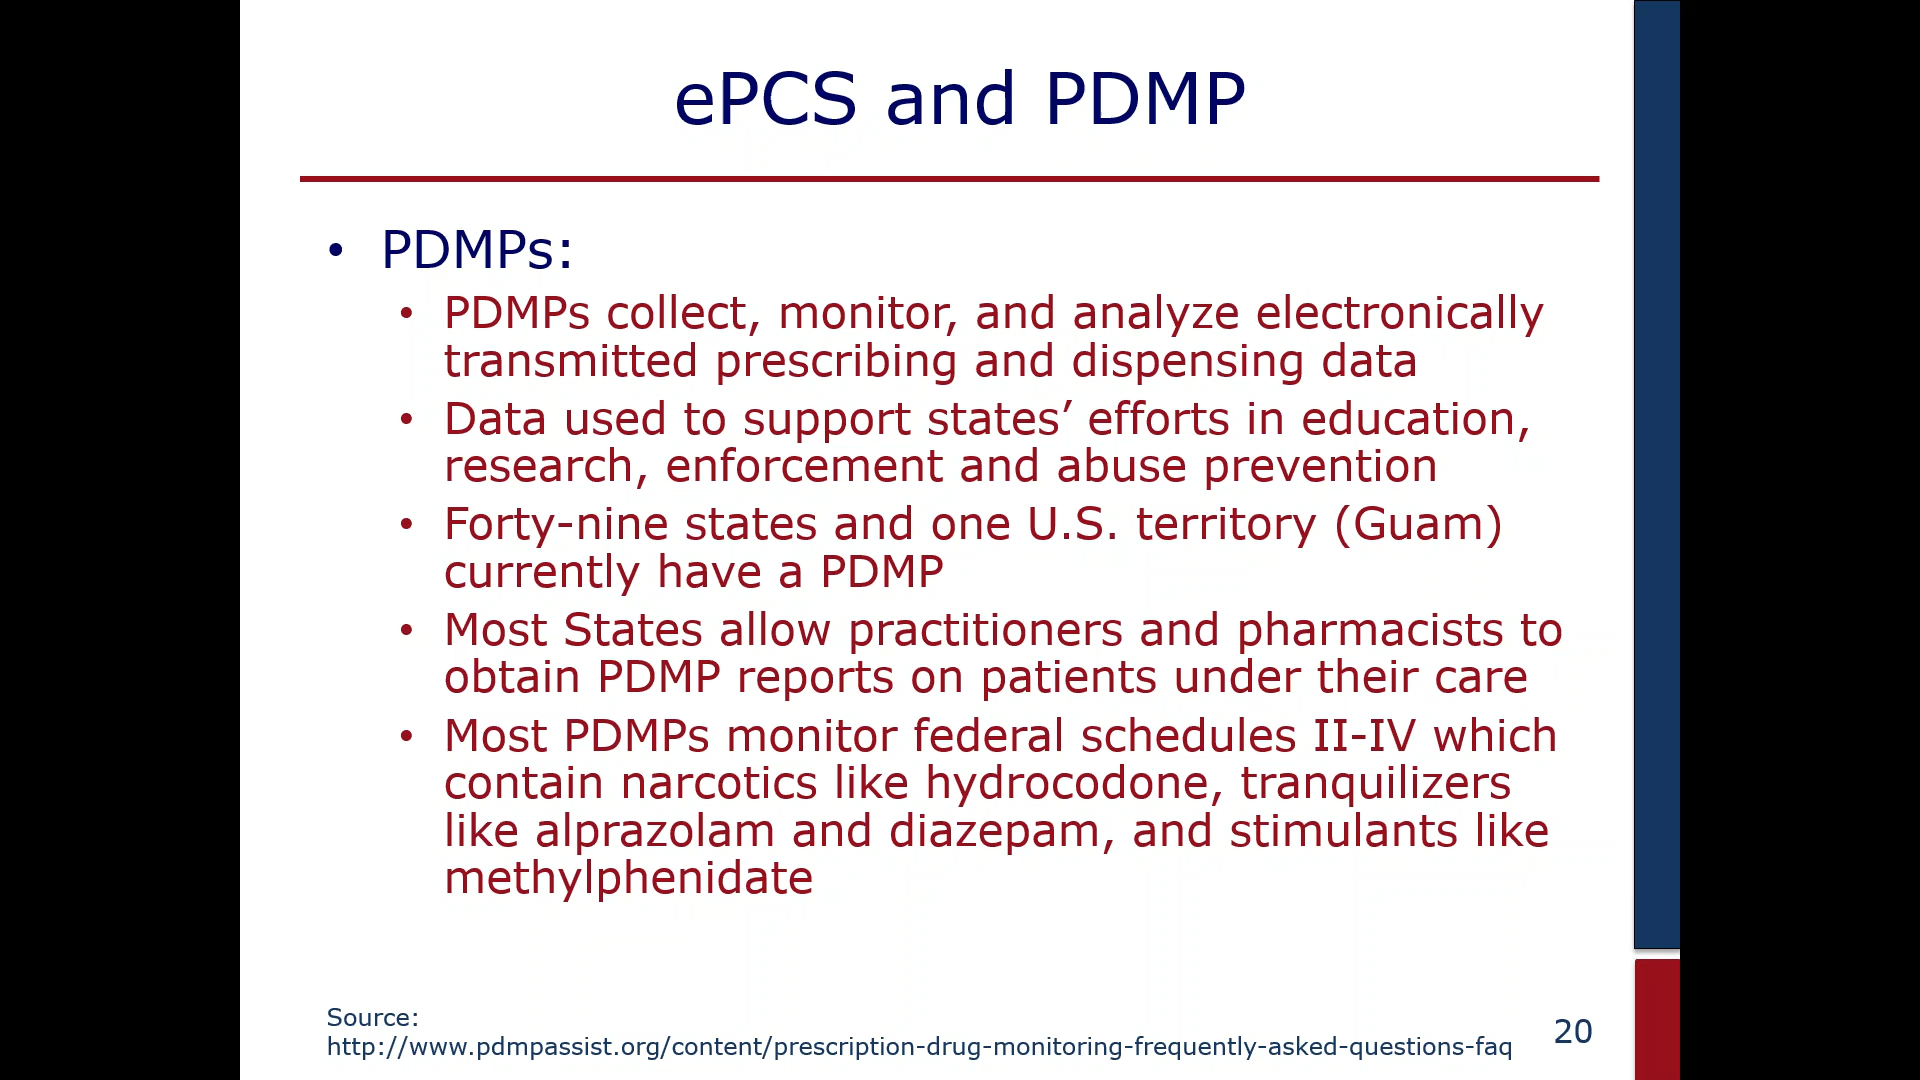 ePCS and PDMP
• PDMPs:
• PDMPs collect, monitor, and analyze electronically
transmitted prescribing and dispensing data
• Data used to support states’ efforts in education,
research, enforcement and abuse prevention
• Forty-nine states and one U.S. territory (Guam)
currently have a PDMP
• Most States allow practitioners and pharmacists to
obtain PDMP reports on patients under their care
• Most PDMPs monitor federal schedules II-IV which
contain narcotics like hydrocodone, tranquilizers
like alprazolam and diazepam, and stimulants like
methylphenidate
Source:
http://www.pdmpassist.org/content/prescription-drug-monitoring-frequently-asked-questions-faq
20